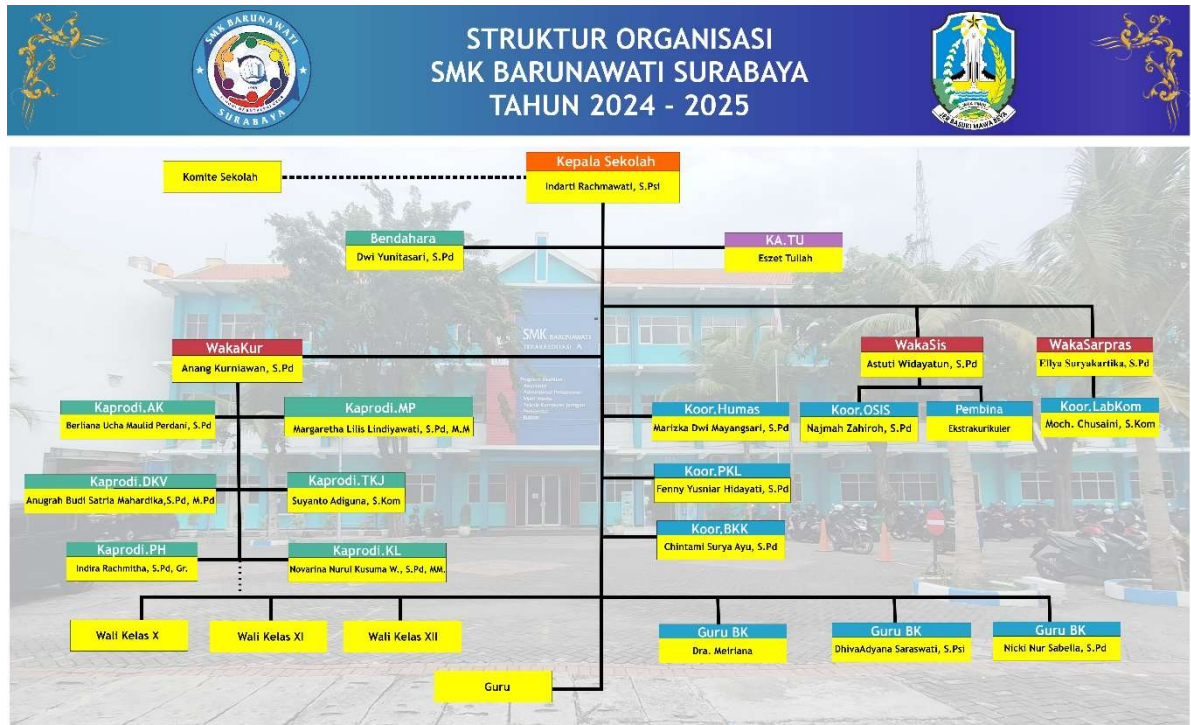 SMK BARUNAWATI
SURABAYA
STRUKTUR ORGANISASI
SMK BARUNAWATI SURABAYA
TAHUN 2024 - 2025
JER BASUKI MAWA BEYA
Komite Sekolah
Kepala Sekolah
Indarti Rachmawati, S.Psi
Bendahara
Dwi Yunitasari, S.Pd
KA.TU
Eszet Tullah
SMK BARUNAWATI
WakaKur
Anang Kurniawan, S.Pd
WakaSis
Astuti Widayatun, S.Pd
WakaSarpras
Ellya Suryakartika, S.Pd
Kaprodi.AK
Berliana Ucha Maulid Perdani, S.Pd
Kaprodi.MP
Margaretha Lilis Lindiyawati, S.Pd, M.M
Koor.Humas
Marizka Dwi Mayangsari, S.Pd
Koor.OSIS
Najmah Zahiroh, S.Pd
Pembina
Ekstrakurikuler
Koor.LabKom
Moch. Chusaini, S.Kom
Kaprodi.DKV
Anugrah Budi Satria Mahardika,S.Pd, M.Pd
Kaprodi.TKJ
Suyanto Adiguna, S.Kom
Koor.PKL
Fenny Yusniar Hidayati, S.Pd
Koor.BKK
Chintami Surya Ayu, S.Pd
Kaprodi.PH
Indira Rachmitha, S.Pd, Gr.
Kaprodi.KL
Novarina Nurul Kusuma W., S.Pd, MM.
Wali Kelas X
Wali Kelas XI
Wali Kelas XII
Guru BK
Dra. Meiriana
Guru BK
DhivaAdyana Saraswati, S.Psi
Guru BK
Nicki Nur Sabella, S.Pd
Guru